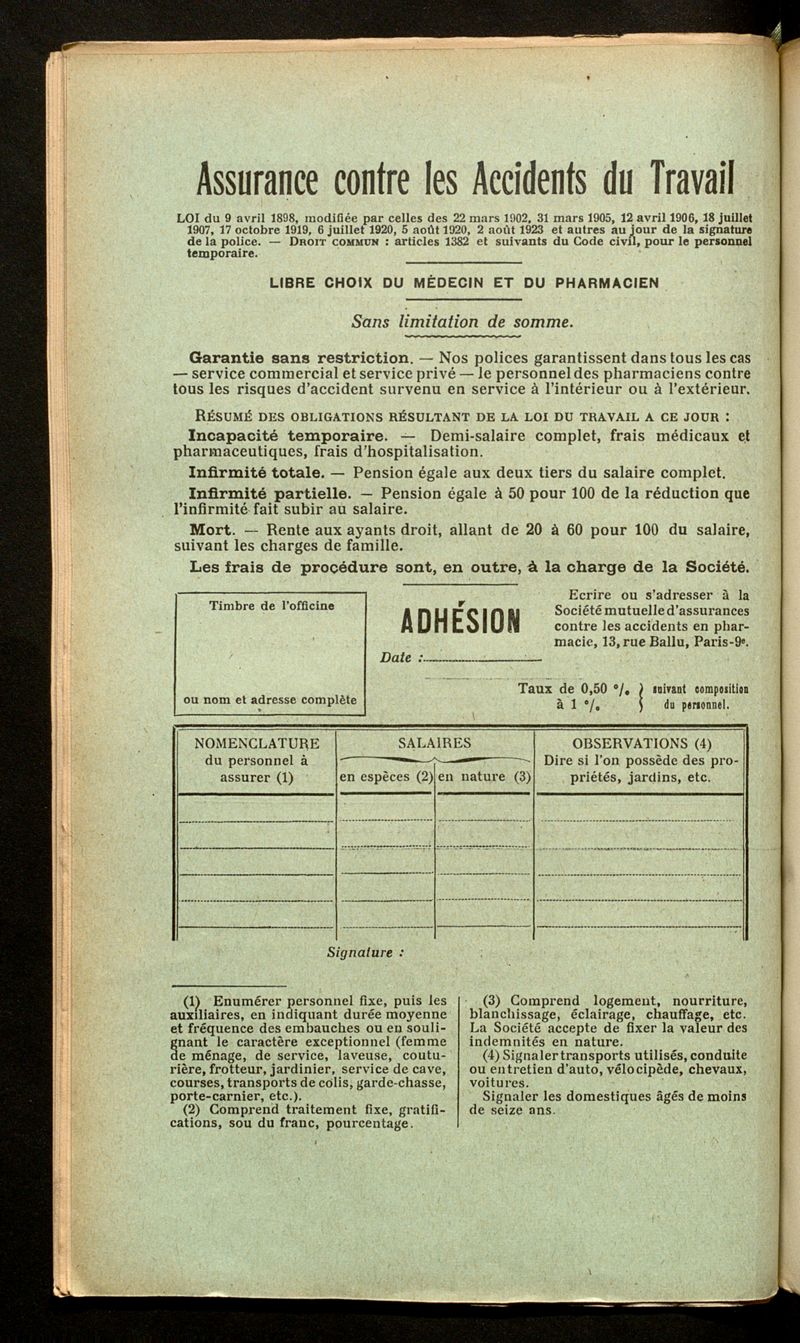 Assurance contre les Accidents du Travail
LOI du 9 avril 1898, modifiée par celles des 22 mars 1902, 31 mars 1905, 12 avril 1906, 18 juillet
1907, 17 octobre 1919, 6 juillet 1920, 5 août 1920, 2 août 1923 et autres au jour de la signature
de la police. — DROIT COMMUN : articles 1382 et suivants du Code civil, pour le personnel
temporaire.
LIBRE CHOIX DU MÉDECIN ET DU PHARMACIEN
Sans limitation de somme.
Garantie sans restriction. — Nos polices garantissent dans tous les cas
— service commercial et service privé — le personnel des pharmaciens contre
tous les risques d'accident survenu en service à l'intérieur ou à l'extérieur.
RÉSUMÉ DES OBLIGATIONS RÉSULTANT DE LA LOI DU TRAVAIL A CE JOUR :
Incapacité temporaire. — Demi-salaire complet, frais médicaux et
pharmaceutiques, frais d'hospitalisation.
Infirmité totale. — Pension égale aux deux tiers du salaire complet.
Infirmité partielle. — Pension égale à 50 pour 100 de la réduction que
l'infirmité fait subir au salaire.
Mort. — Rente aux ayants droit, allant de 20 à 60 pour 100 du salaire,
suivant les charges de famille.
Les frais de procédure sont, en outre, à la charge de la Société.
Timbre de l'officine
ou nom et adresse complète
ADHÉSION
Date :
Ecrire ou s'adresser à la
Société mutuelle d'assurances
contre les accidents en phar-
macie, 13, rue Ballu, Paris-9e.
Taux de 0,50 % } suivant composition
à 1 % } du personnel.
NOMENCLATURE
du personnel à
assurer (1)
SALAIRES
en espèces (2) en nature (3)
OBSERVATIONS (4)
Dire si l'on possède des pro-
priétés, jardins, etc.
Signature :
(1) Enumérer personnel fixe, puis les
auxiliaires, en indiquant durée moyenne
et fréquence des embauches ou en souli-
gnant le caractère exceptionnel (femme
de ménage, de service, laveuse, coutu-
rière, frotteur, jardinier, service de cave,
courses, transports de colis, garde-chasse,
porte-carnier, etc.).
(2) Comprend traitement fixe, gratifi-
cations, sou du franc, pourcentage.
(3) Comprend logement, nourriture,
blanchissage, éclairage, chauffage, etc.
La Société accepte de fixer la valeur des
indemnités en nature.
(4) Signaler transports utilisés, conduite
ou entretien d'auto, vélocipède, chevaux,
voitures.
Signaler les domestiques âgés de moins
de seize ans.